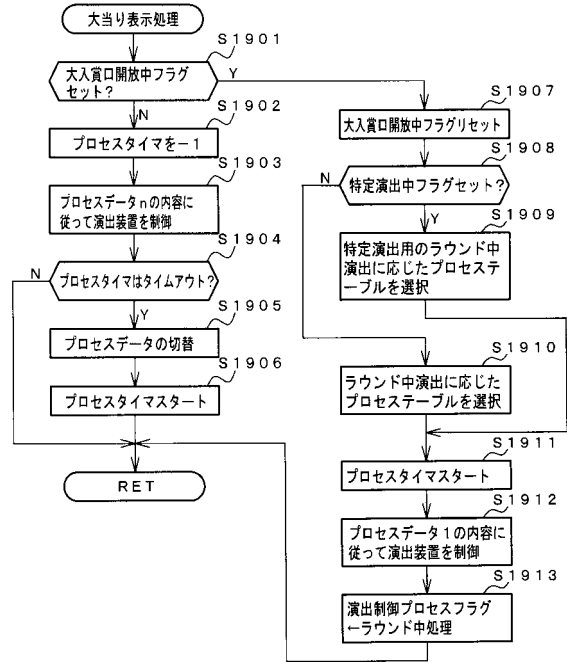 大当り表示処理
S1901
大入賞口開放中フラグ
セット?
Y
N
S1902
プロセスタイマを－1
S1903
プロセスデータnの内容に
従って演出装置を制御
S1904
プロセスタイマはタイムアウト?
N
Y
S1905
プロセスデータの切替
S1906
プロセスタイマスタート
RET
S1907
大入賞口開放中フラグリセット
S1908
特定演出中フラグセット?
N
Y
S1909
特定演出用のラウンド中
演出に応じたプロセステ
ーブルを選択
S1910
ラウンド中演出に応じた
プロセステーブルを選択
S1911
プロセスタイマスタート
S1912
プロセスデータ1の内容に
従って演出装置を制御
S1913
演出制御プロセスフラグ
←ラウンド中処理